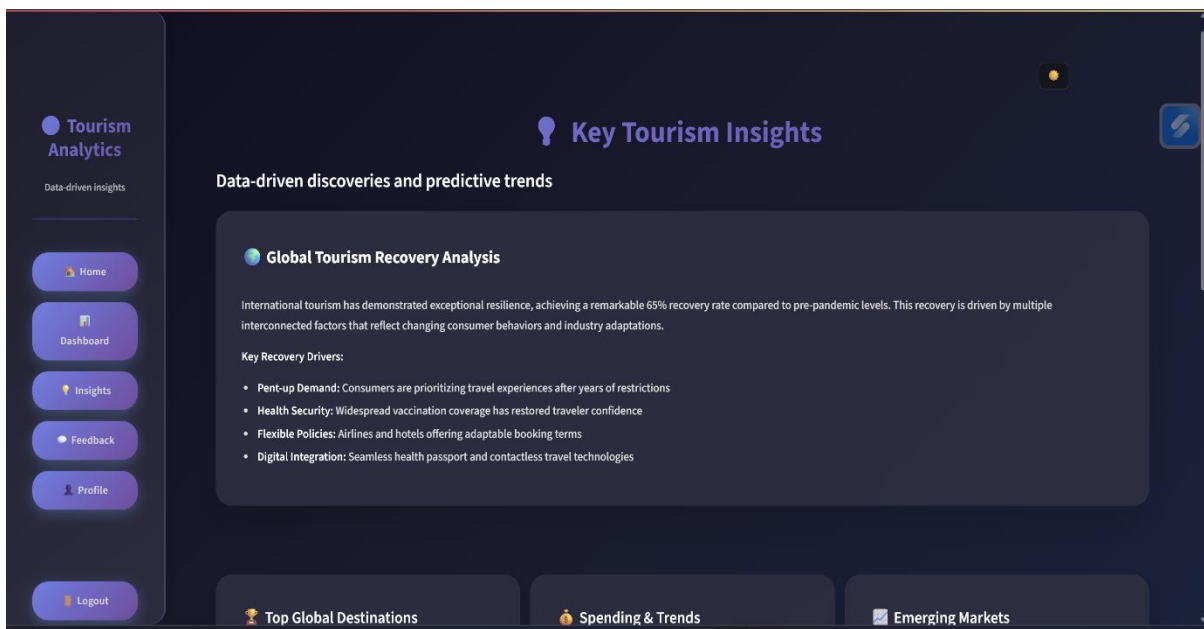 Tourism
Analytics
Data-driven insights
Home
Dashboard
Insights
Feedback
Profile
Logout
Key Tourism Insights
Data-driven discoveries and predictive trends
Global Tourism Recovery Analysis
International tourism has demonstrated exceptional resilience, achieving a remarkable 65% recovery rate compared to pre-pandemic levels. This recovery is driven by multiple
interconnected factors that reflect changing consumer behaviors and industry adaptations.
Key Recovery Drivers:
• Pent-up Demand: Consumers are prioritizing travel experiences after years of restrictions
• Health Security: Widespread vaccination coverage has restored traveler confidence
• Flexible Policies: Airlines and hotels offering adaptable booking terms
• Digital Integration: Seamless health passport and contactless travel technologies
Top Global Destinations
Spending & Trends
Emerging Markets